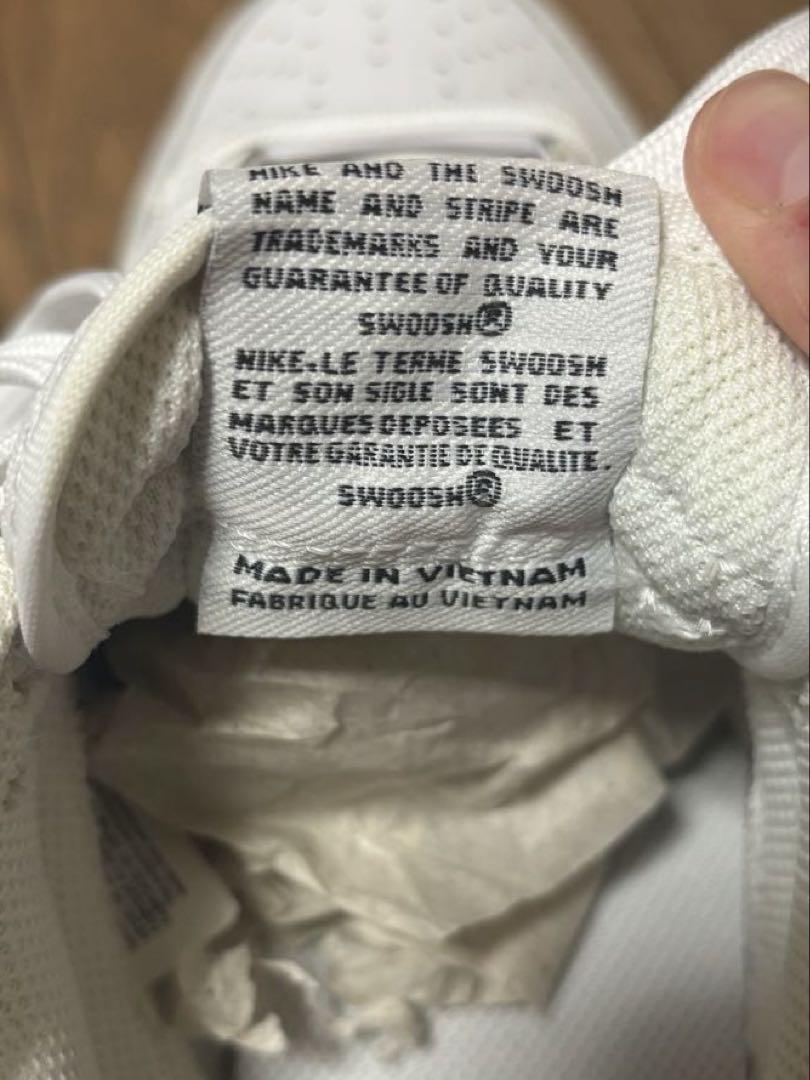 NIKE AND THE SWOOSH
NAME AND STRIPE ARE
TRADEMARKS AND YOUR
GUARANTEE OF QUALITY
SWOOSH®
NIKE-LE TERME SWOOSH
ET SON SIGLE SONT DES
MARQUES DEPOSEES ET
VOTRE GARANTIE DE QUALITE.
SWOOSH®
MADE IN VIETNAM
FABRIQUE AU VIETNAM